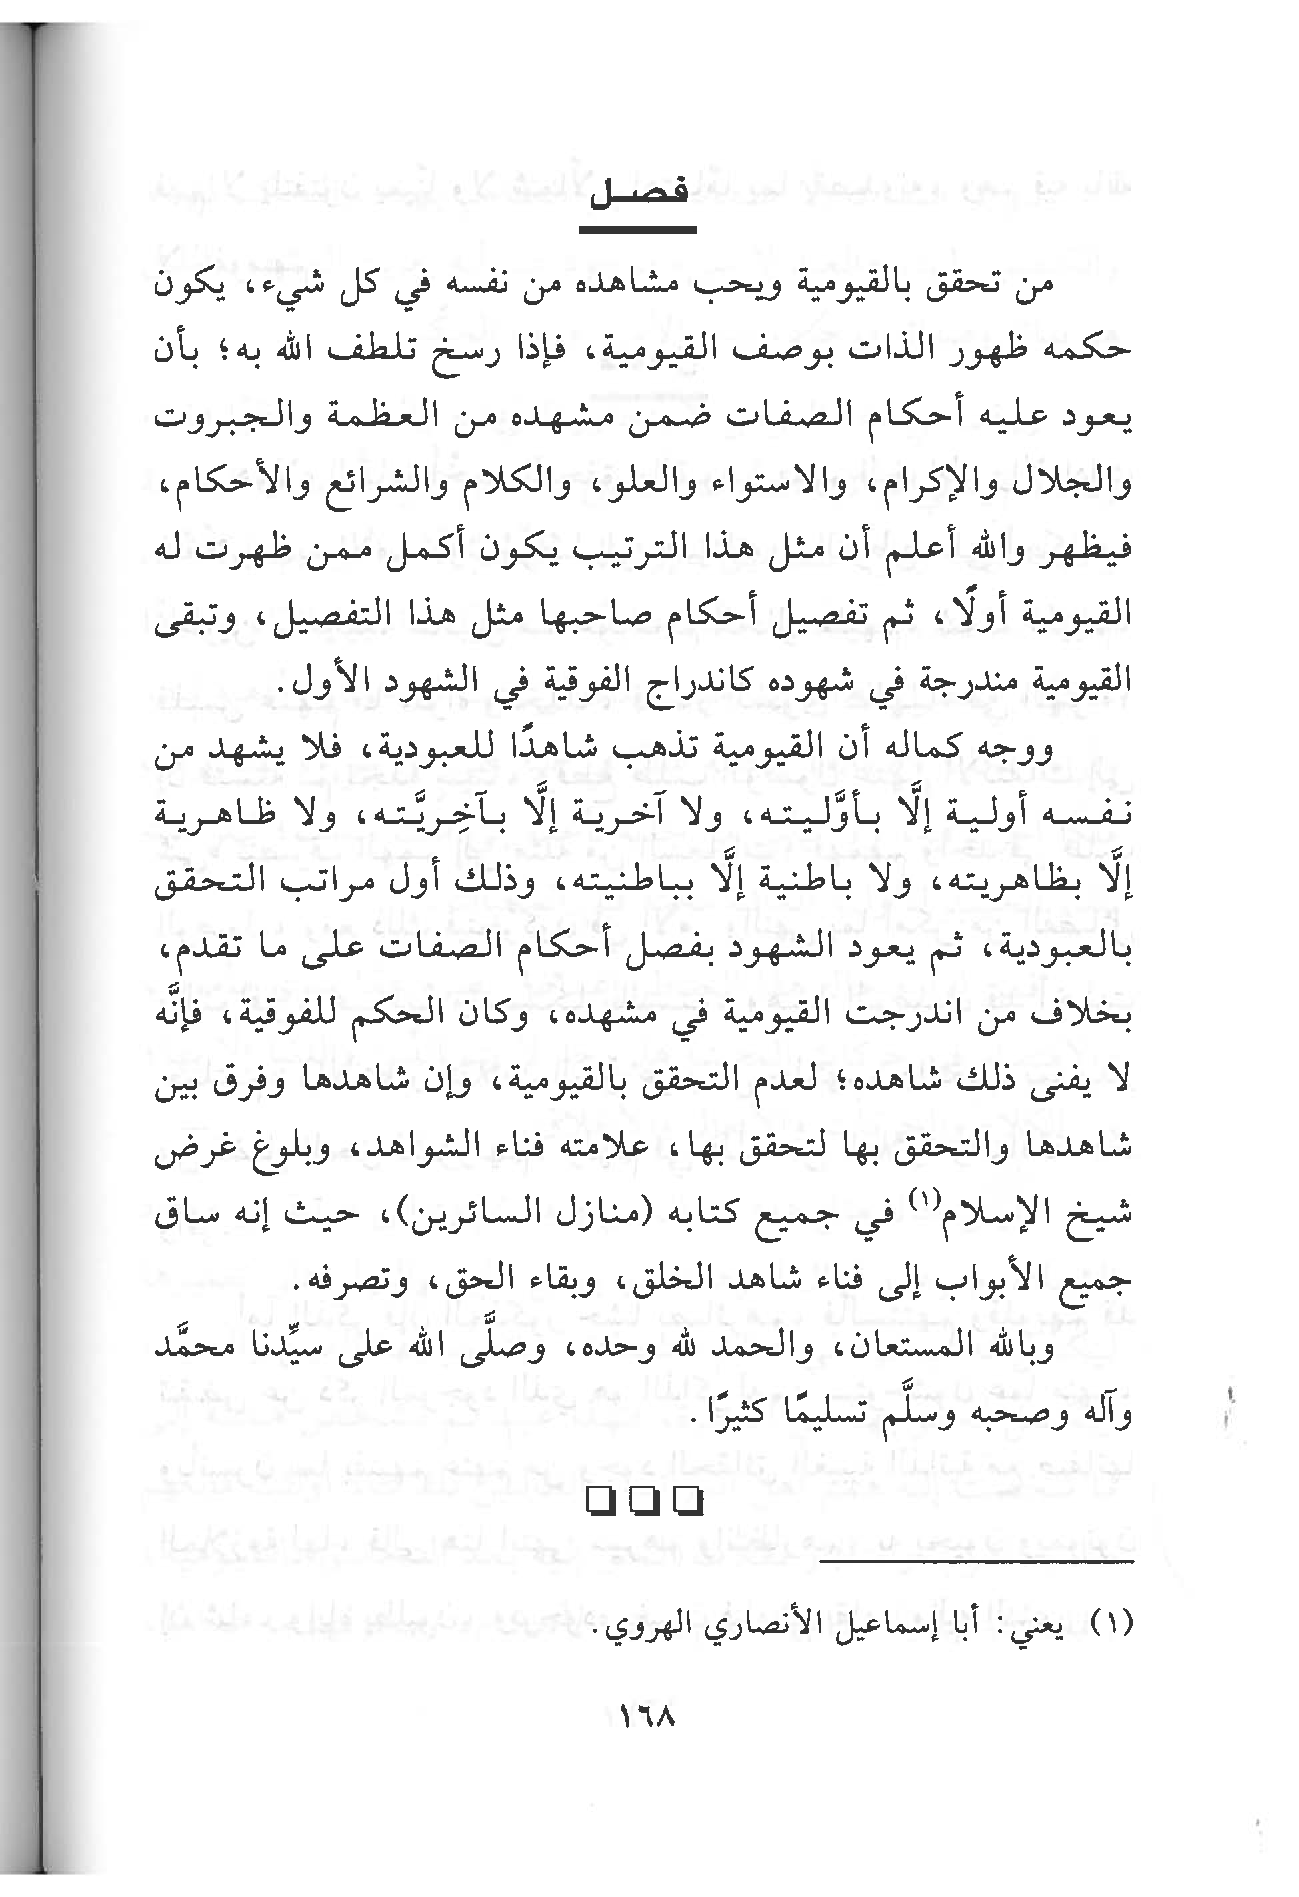 فصل
من تحقق بالقيومية ويحب مشاهده من نفسه في كل شيء، يكون
حكمه ظهور الذات بوصف القيومية، فإذا رسخ تلطف الله به؛ بأن
يعود عليه أحكام الصفات ضمن مشهده من العظمة والجبروت
والجلال والإكرام، والاستواء والعلو، والكلام والشرائع والأحكام،
فيظهر والله أعلم أن مثل هذا الترتيب يكون أكمل ممن ظهرت له
القيومية أولًا، ثم تفصيل أحكام صاحبها مثل هذا التفصيل، وتبقى
القيومية مندرجة في شهوده كاندراج الفوقية في الشهود الأول.
ووجه كماله أن القيومية تذهب شاهدًا للعبودية، فلا يشهد من
نفسه أولية إلَّا بأوَّليته، ولا آخرية إلَّا بآخِريَّته، ولا ظاهرية
إلَّا بظاهريته، ولا باطنية إلَّا بباطنيته، وذلك أول مراتب التحقق
بالعبودية، ثم يعود الشهود بفصل أحكام الصفات على ما تقدم،
بخلاف من اندرجت القيومية في مشهده، وكان الحكم للفوقية، فإنَّه
لا يفنى ذلك شاهده؛ لعدم التحقق بالقيومية، وإن شاهدها وفرق بين
شاهدها والتحقق بها لتحقق بها، علامته فناء الشواهد، وبلوغ غرض
شيخ الإسلام(١) في جميع كتابه (منازل السائرين)، حيث إنه ساق
جميع الأبواب إلى فناء شاهد الخلق، وبقاء الحق، وتصرفه.
وبالله المستعان، والحمد لله وحده، وصلَّى الله على سيِّدنا محمَّد
وآله وصحبه وسلَّم تسليمًا كثيرًا.
(١) يعني: أبا إسماعيل الأنصاري الهروي.
١٦٨